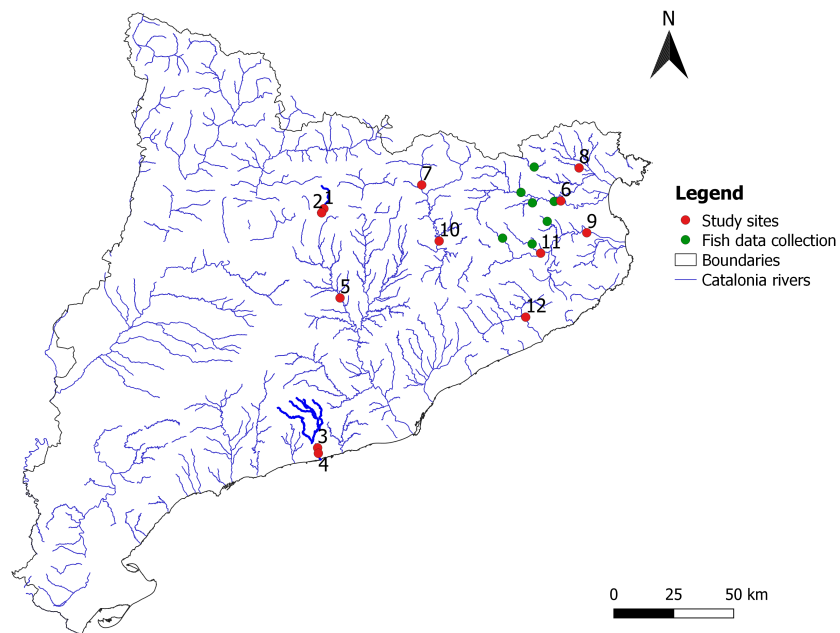 N
8
7
6
2 1
9
10
11
5
12
3
4
Legend
Study sites
Fish data collection
Boundaries
Catalonia rivers
0 25 50 km